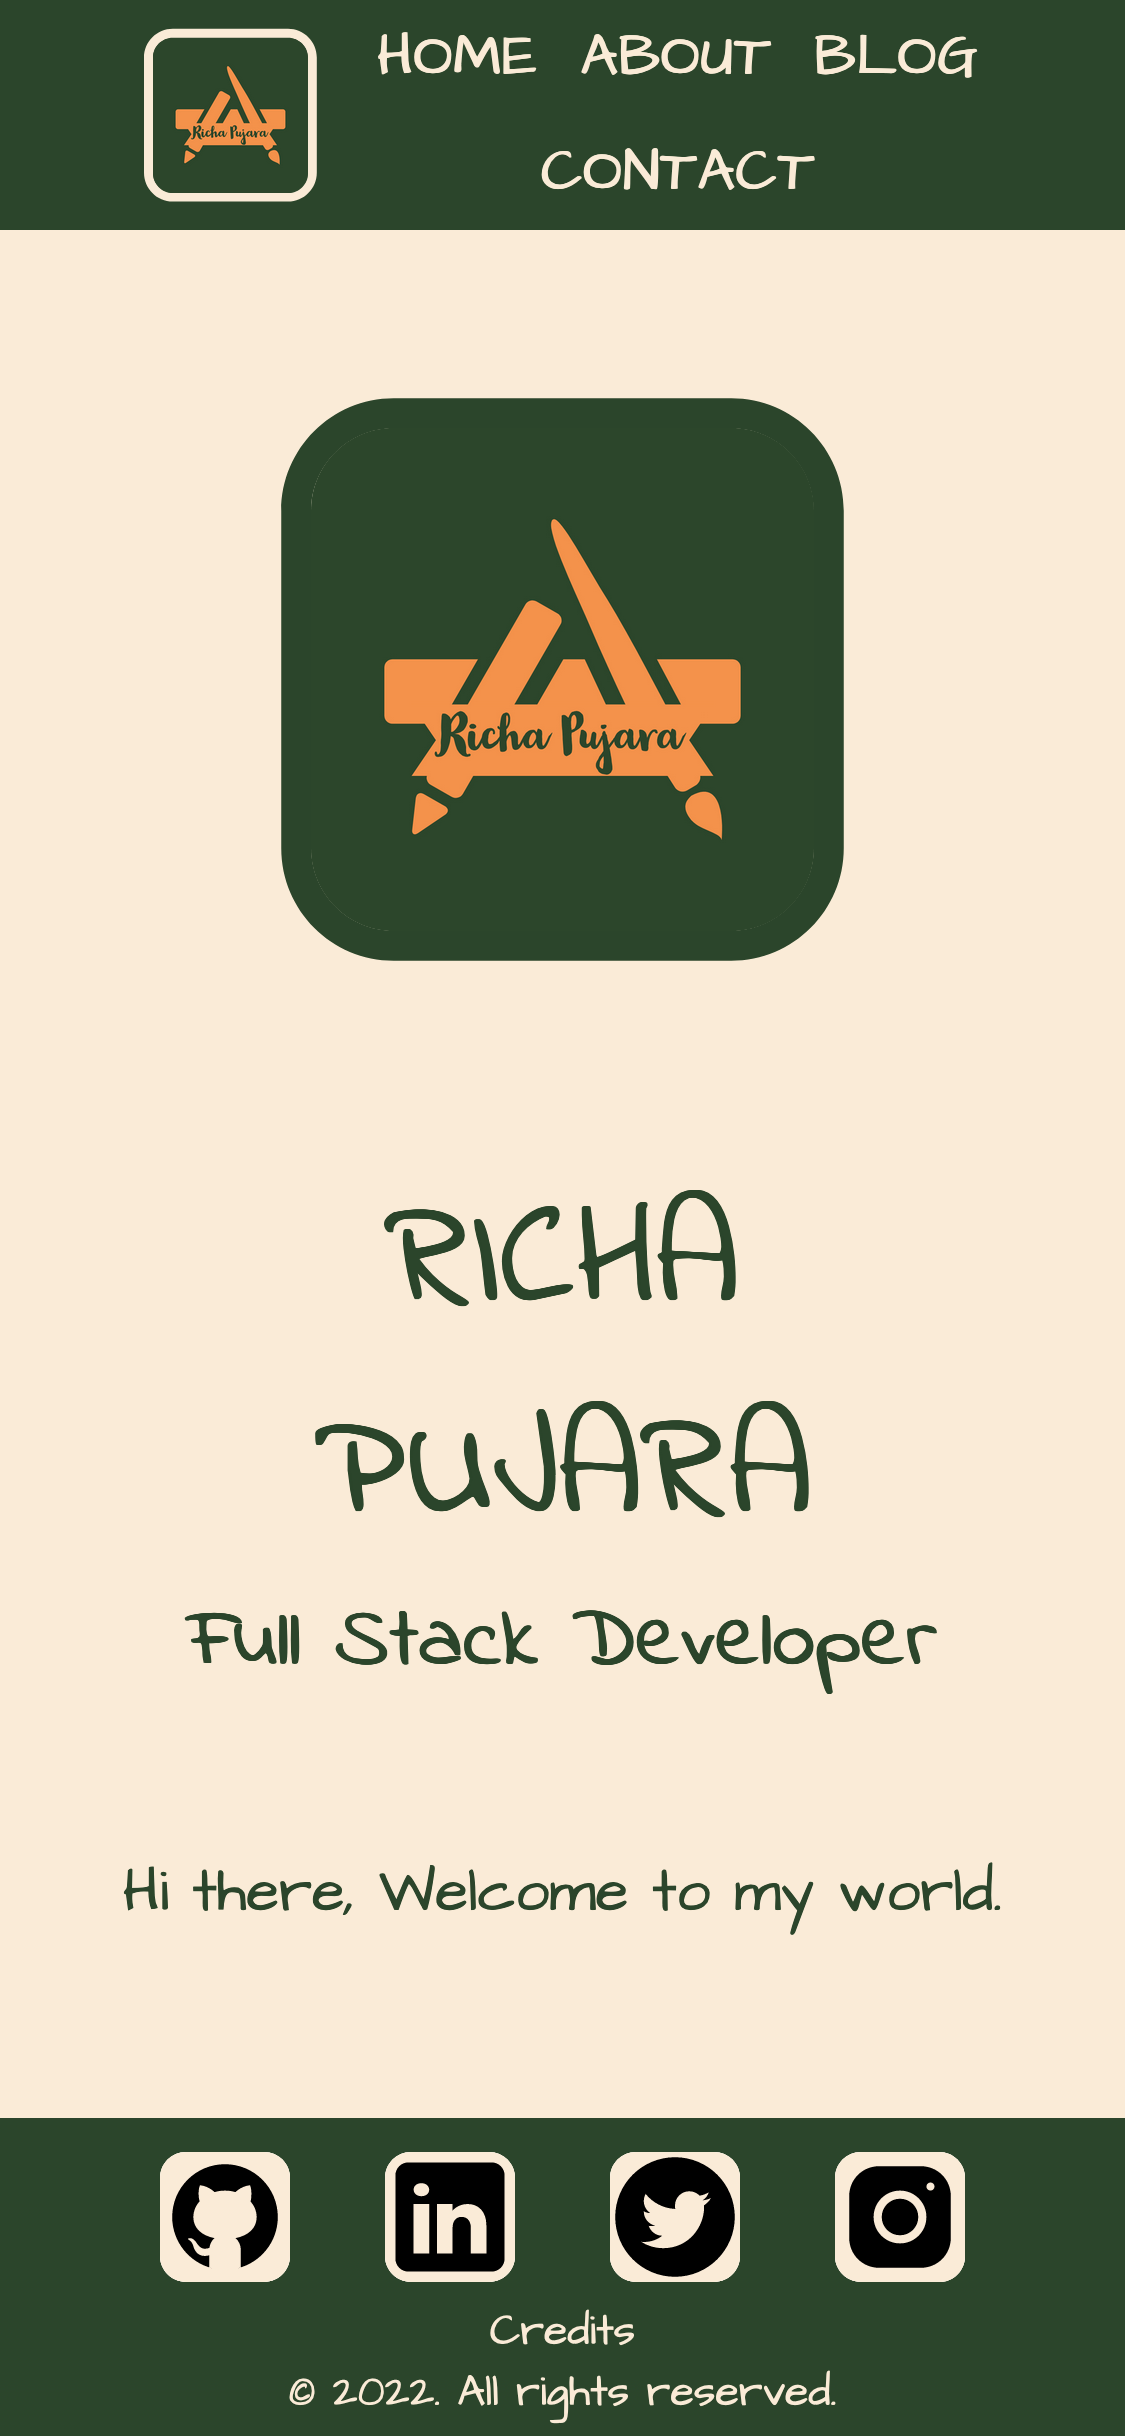 Richa Pujara
HOME ABOUT BLOG
CONTACT
Richa Pujara
RICHA
PUJARA
Full Stack Developer
Hi there, Welcome to my world.
in
Credits
© 2022. All rights reserved.